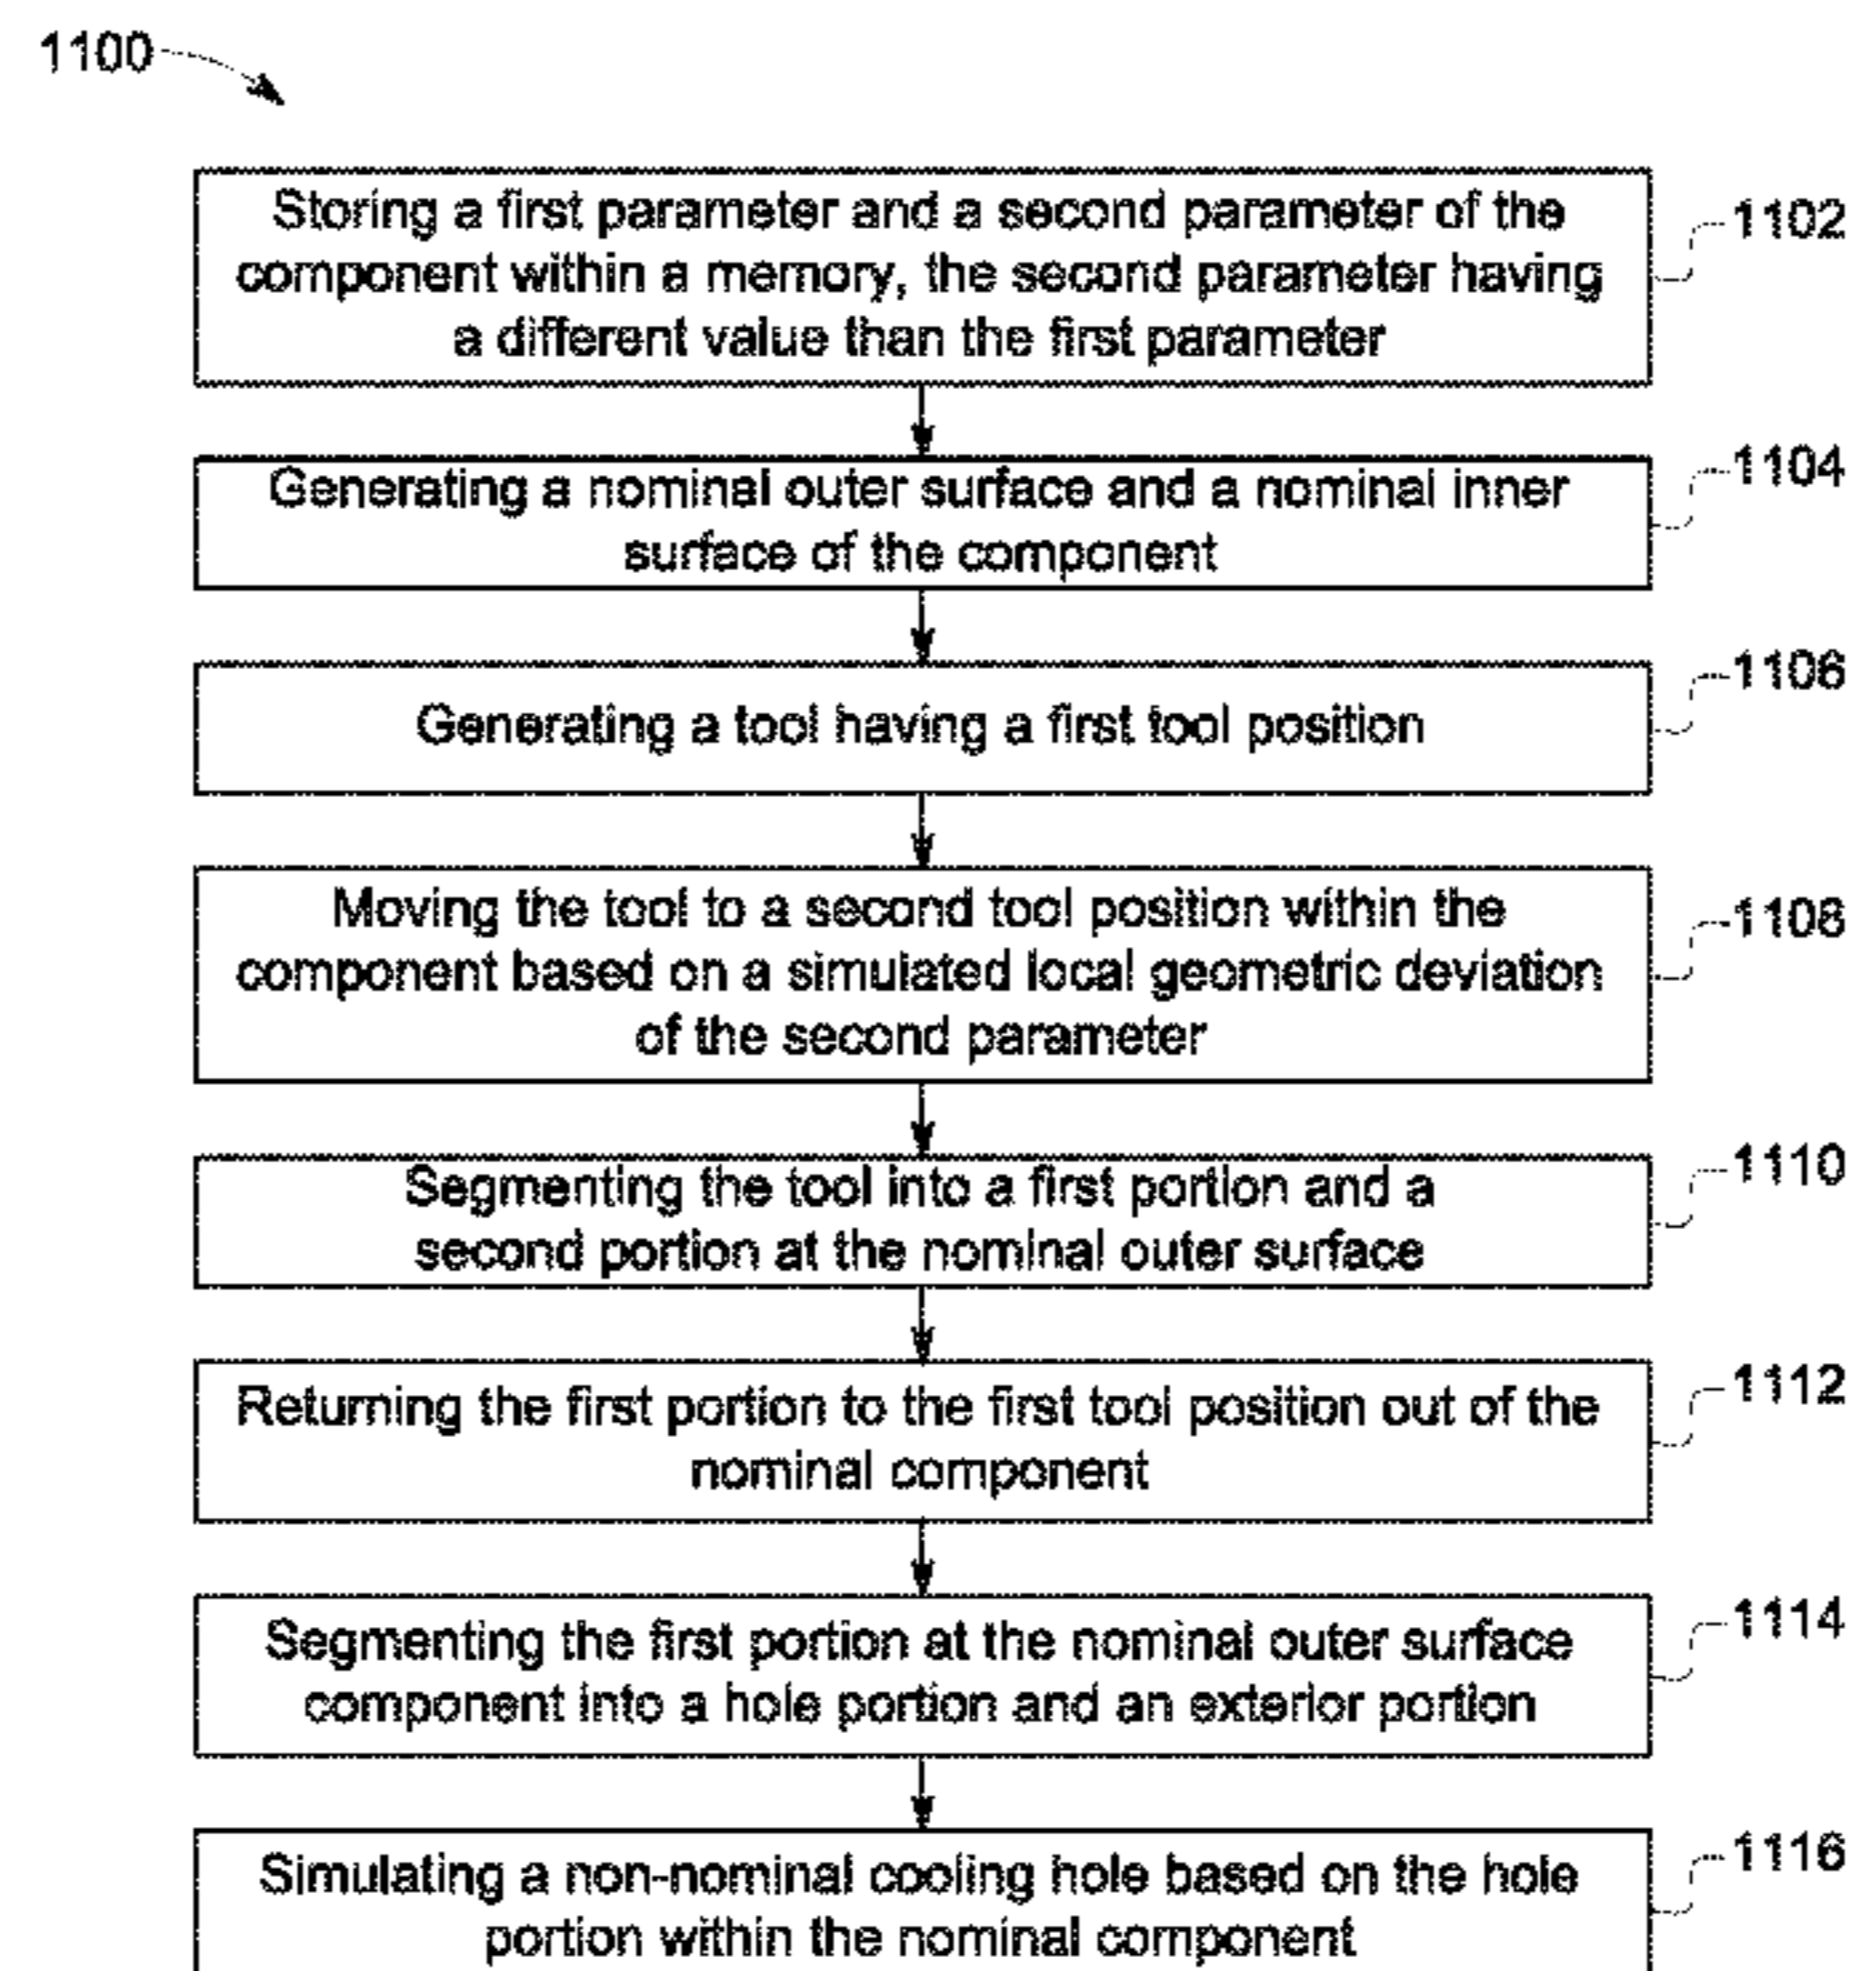 1100
Storing a first parameter and a second parameter of the
component within a memory, the second parameter having
a different value than the first parameter
1102
Generating a nominal outer surface and a nominal inner
surface of the component
1104
Generating a tool having a first tool position
1106
Moving the tool to a second tool position within the
component based on a simulated local geometric deviation
of the second parameter
1108
Segmenting the tool into a first portion and a
second portion at the nominal outer surface
1110
Returning the first portion to the first tool position out of the
nominal component
1112
Segmenting the first portion at the nominal outer surface
component into a hole portion and an exterior portion
1114
Simulating a non-nominal cooling hole based on the hole
portion within the nominal component
1116